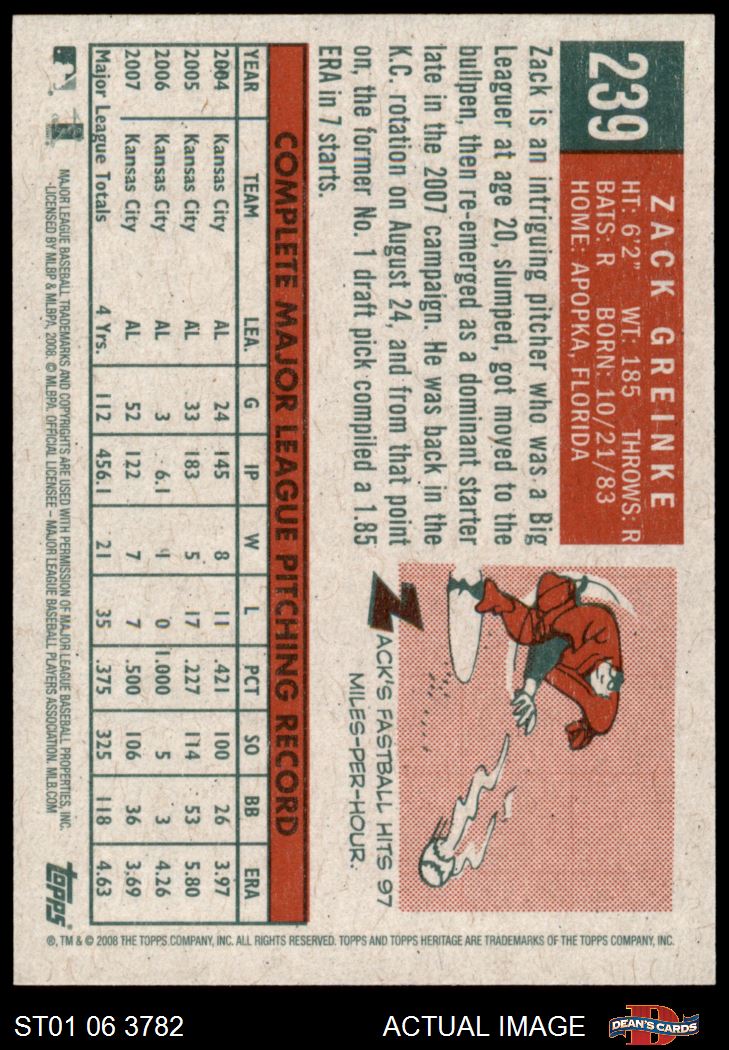 239
ZACK GREINKE
HT: 6'2" WT: 185 THROWS: R
BATS: R BORN: 10/21/83
HOME: APOPKA, FLORIDA
Zack is an intriguing pitcher who was a Big
Leaguer at age 20, slumped, got moved to the
bullpen, then re-emerged as a dominant starter
late in the 2007 campaign. He was back in the
K.C. rotation on August 24, and from that point
on, the former No. 1 draft pick compiled a 1.85
ERA in 7 starts.
ZACK'S FASTBALL HITS 97
MILES-PER-HOUR.
COMPLETE MAJOR LEAGUE PITCHING RECORD
YEAR TEAM LEA. G IP W L PCT SO BB ERA
2004 Kansas City AL 24 145 8 11 .421 100 26 3.97
2005 Kansas City AL 33 183 5 17 .227 114 53 5.80
2006 Kansas City AL 3 6.1 1 0 1.000 5 3 4.26
2007 Kansas City AL 52 122 7 7 .500 106 36 3.69
Major League Totals 4 Yrs. 112 456.1 21 35 .375 325 118 4.63
MAJOR LEAGUE BASEBALL TRADEMARKS AND COPYRIGHTS ARE USED WITH PERMISSION OF MAJOR LEAGUE BASEBALL PROPERTIES, INC.
-LICENSED BY MLBP & MLBPA, 2008. © MLBPA, OFFICIAL LICENSEE – MAJOR LEAGUE BASEBALL PLAYERS ASSOCIATION. MLB.COM
topps
®, TM & © 2008 THE TOPPS COMPANY, INC. ALL RIGHTS RESERVED. TOPPS AND TOPPS HERITAGE ARE TRADEMARKS OF THE TOPPS COMPANY, INC.
ST01 06 3782 ACTUAL IMAGE
DEAN'S CARDS